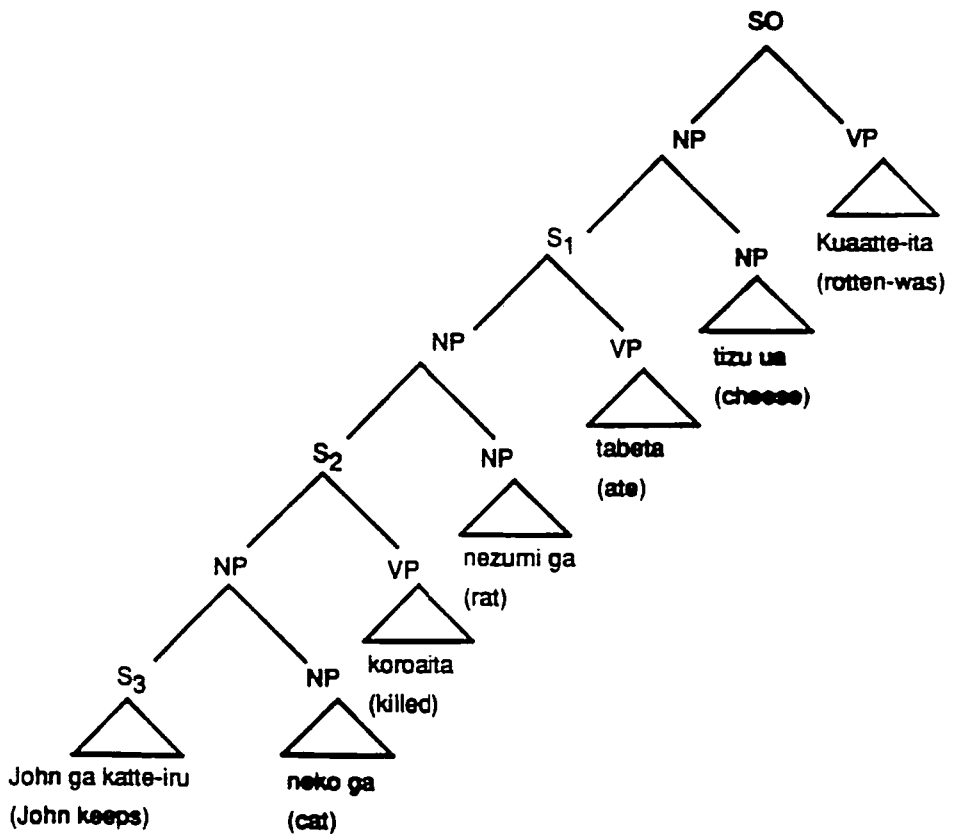 SO
NP
VP
S1
NP
Kuaatte-ita
(rotten-was)
NP
VP
tizu ua
(cheese)
S2
NP
tabeta
(ate)
NP
VP
nezumi ga
(rat)
S3
NP
koroaita
(killed)
John ga katte-iru
(John keeps)
neko ga
(cat)